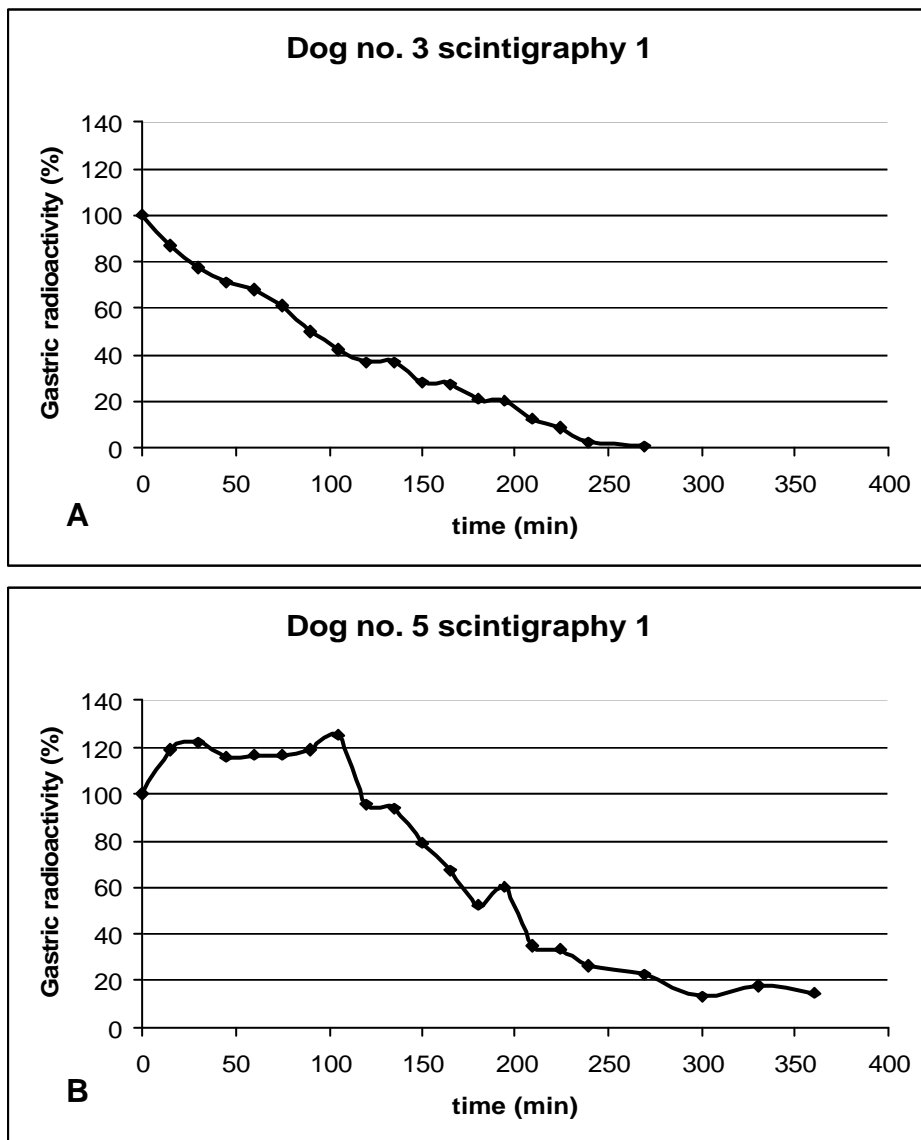 Dog no. 3 scintigraphy 1
Gastric radioactivity (%)
140
120
100
80
60
40
20
0
0 50 100 150 200 250 300 350 400
time (min)
A
Dog no. 5 scintigraphy 1
Gastric radioactivity (%)
140
120
100
80
60
40
20
0
0 50 100 150 200 250 300 350 400
time (min)
B